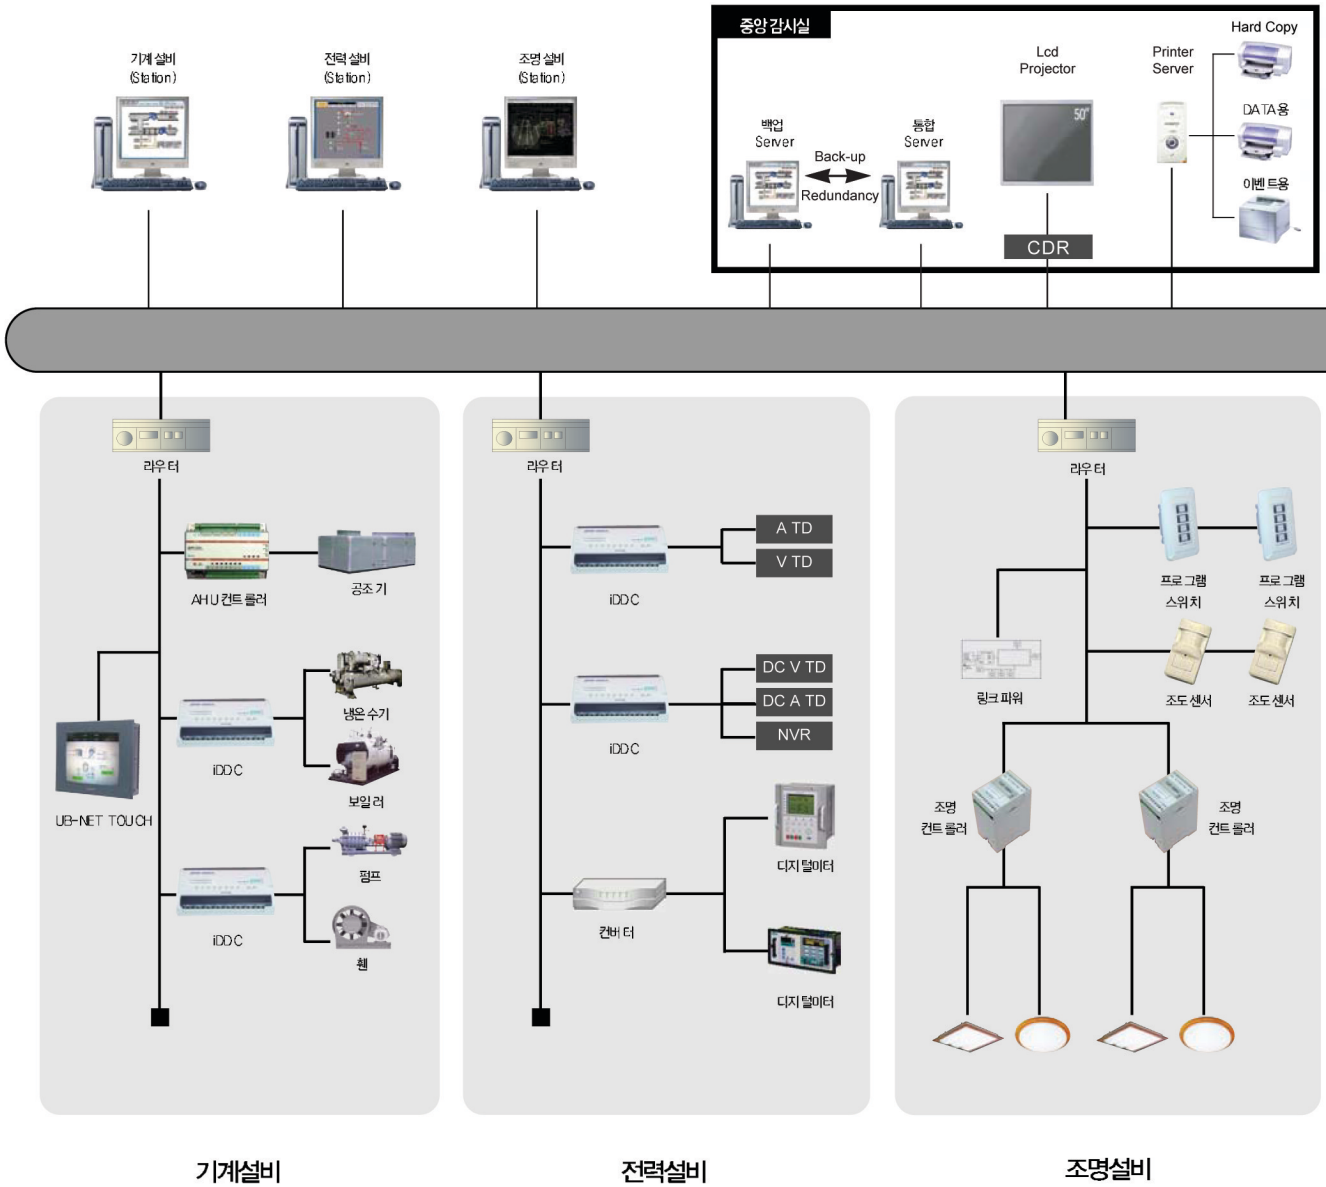 중앙 감시실
Hard Copy
기계 설비
(Station)
전력 설비
(Station)
조명 설비
(Station)
Lcd
Projector
Printer
Server
50"
DATA용
백업
Server
통합
Server
Back-up
Redundancy
이벤트용
CDR
라우터
라우터
라우터
AHU 컨트롤러
공조기
iDDC
A TD
V TD
프로그램
스위치
프로그램
스위치
링크 파워
조도 센서
조도 센서
냉온수기
iDDC
보일러
UB-NET TOUCH
iDDC
DC V TD
DC A TD
NVR
조명
컨트롤러
조명
컨트롤러
펌프
iDDC
휀
디지털미터
컨버터
디지털미터
기계설비
전력설비
조명설비